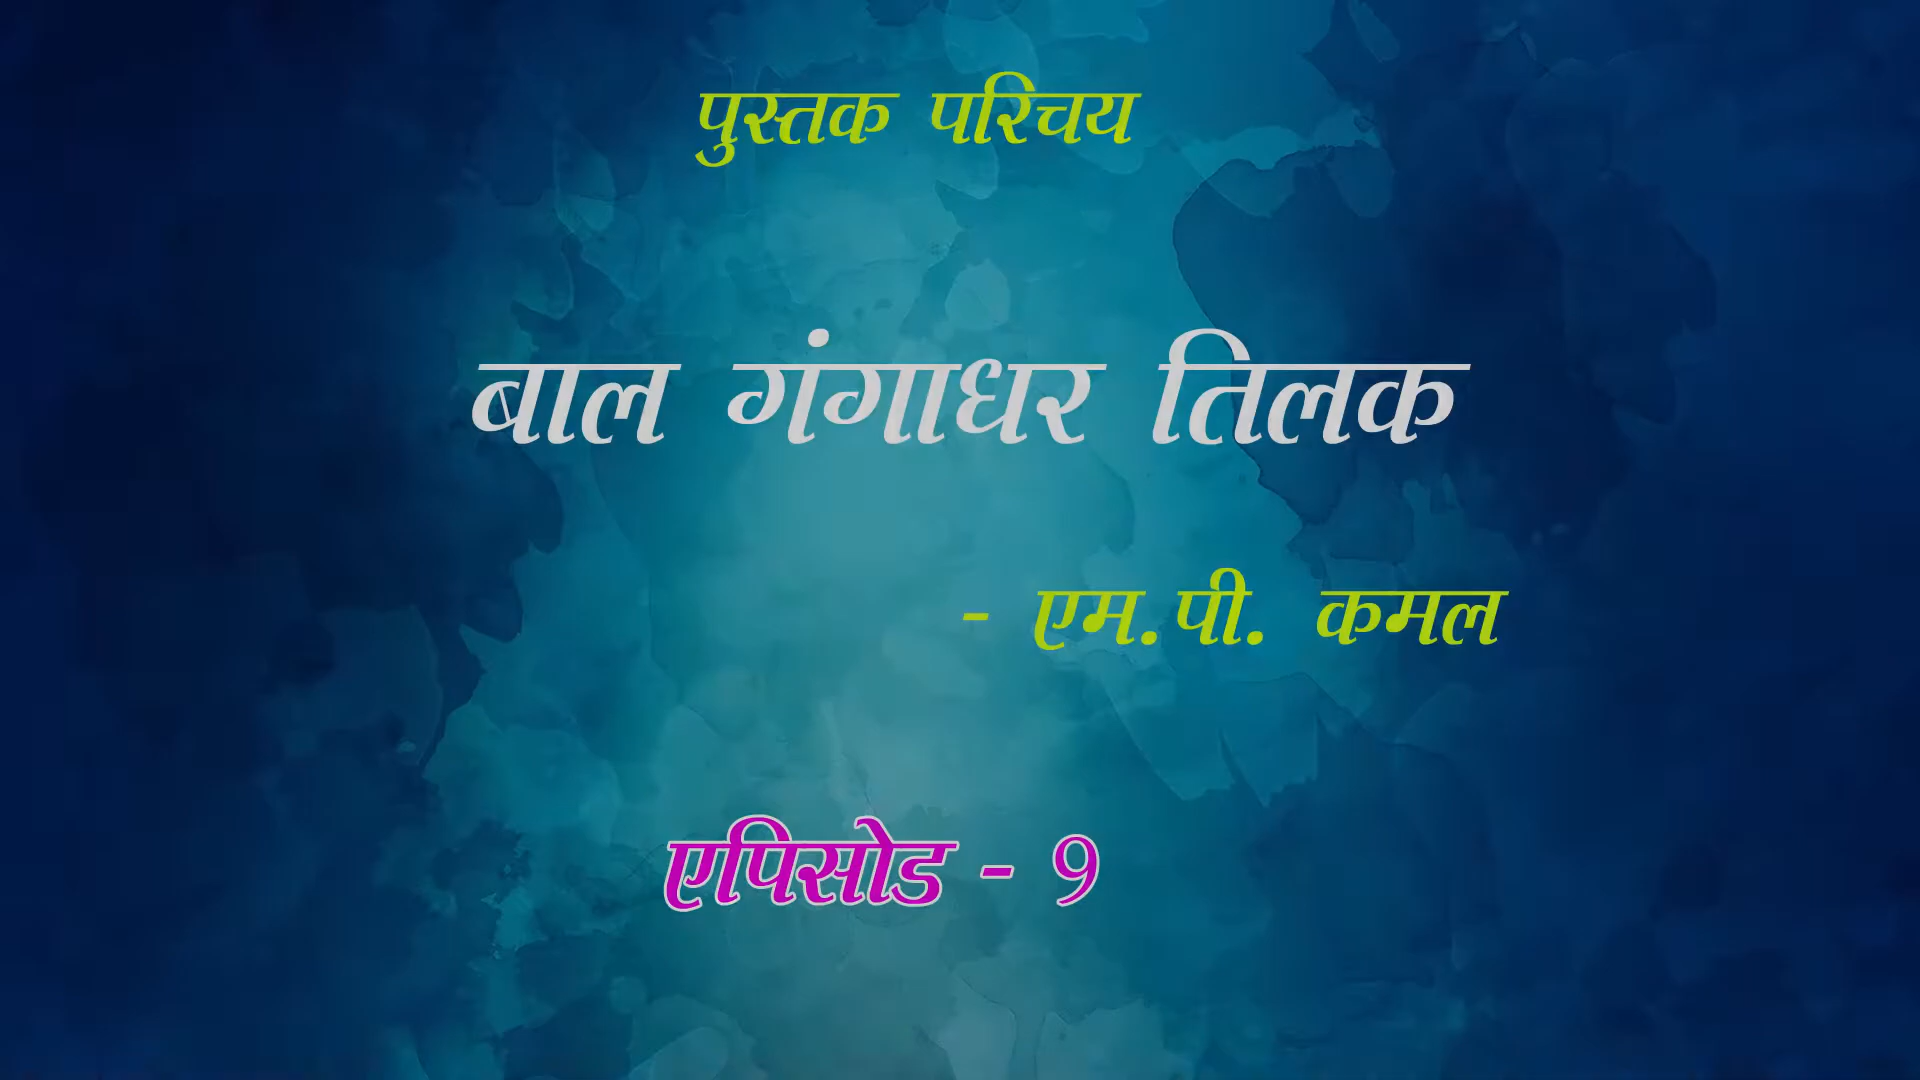 पुस्तक परिचय
बाल गंगाधर तिलक
- एम.पी. कमल
एपिसोड - 9